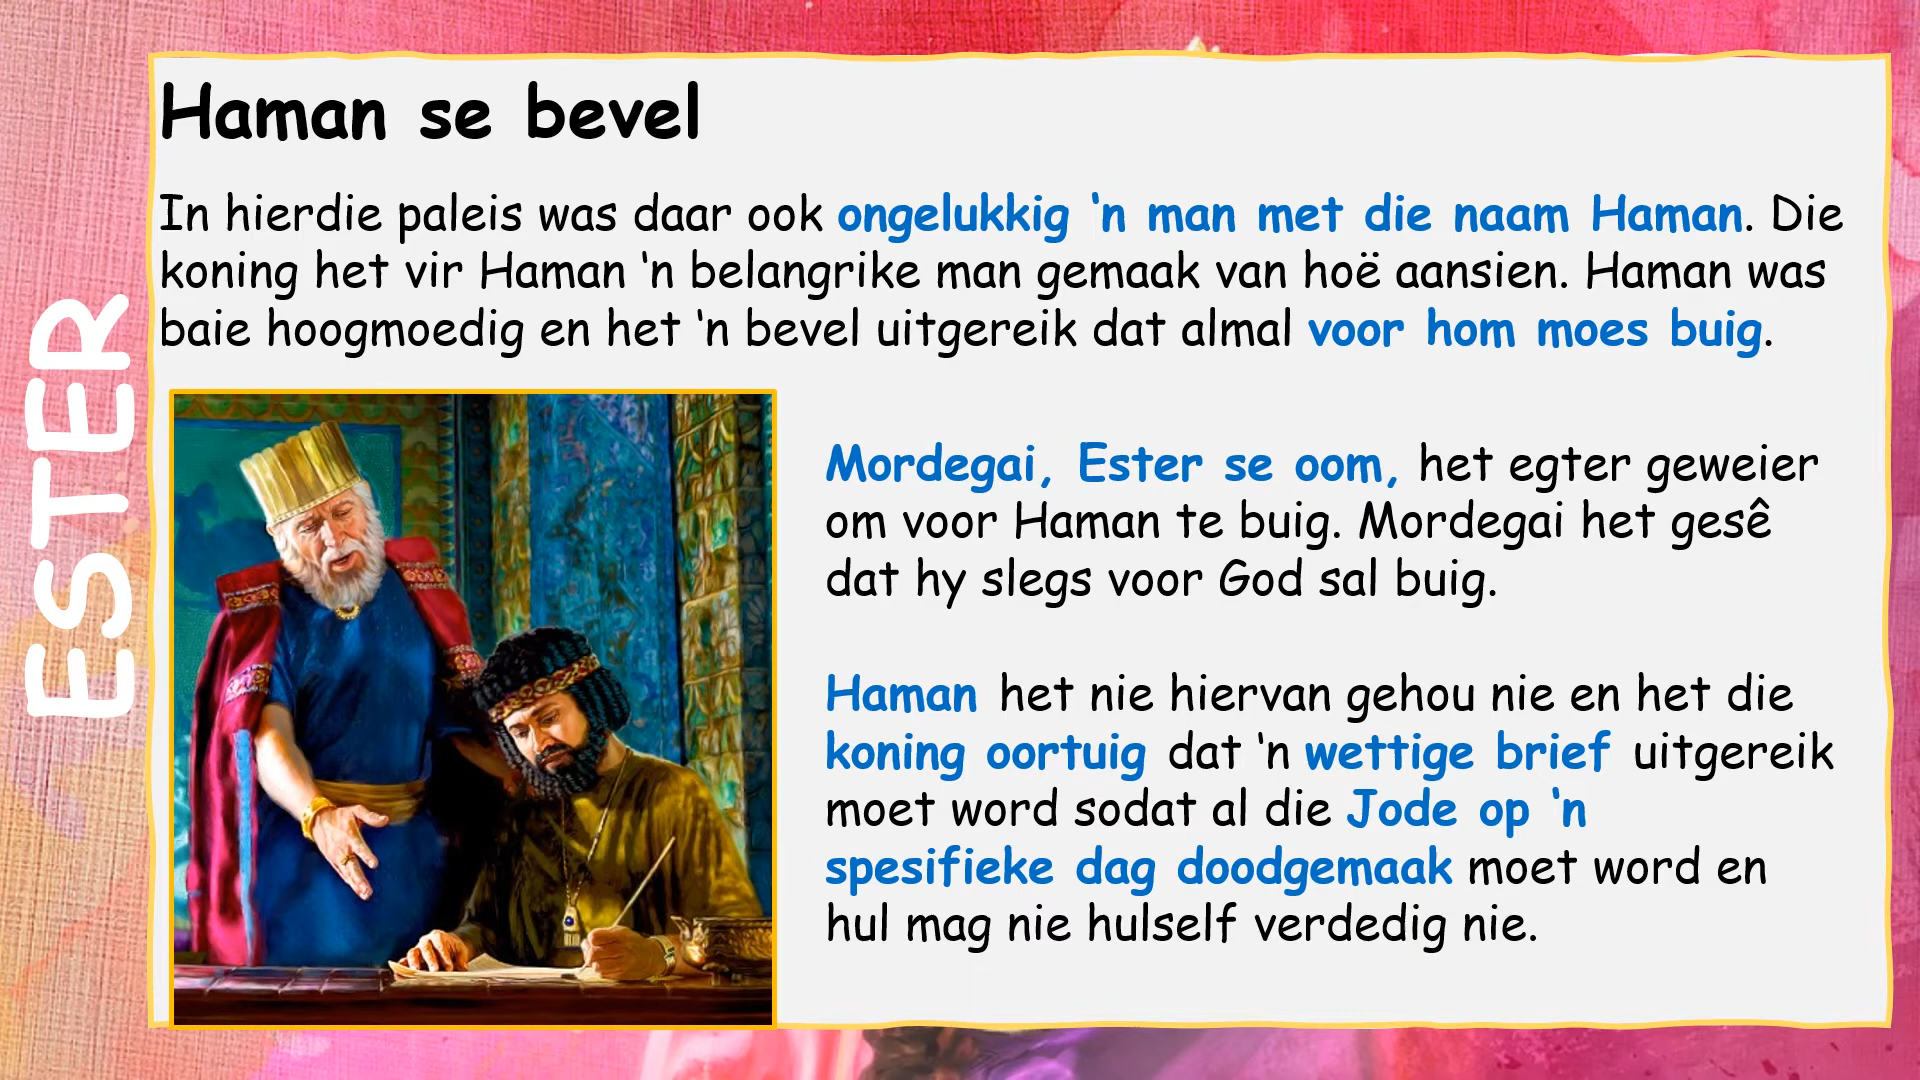 ESTER
Haman se bevel
In hierdie paleis was daar ook ongelukkig ‘n man met die naam Haman. Die
koning het vir Haman ‘n belangrike man gemaak van hoë aansien. Haman was
baie hoogmoedig en het ‘n bevel uitgereik dat almal voor hom moes buig.
Mordegai, Ester se oom, het egter geweier
om voor Haman te buig. Mordegai het gesê
dat hy slegs voor God sal buig.
Haman het nie hiervan gehou nie en het die
koning oortuig dat ‘n wettige brief uitgereik
moet word sodat al die Jode op ‘n
spesifieke dag doodgemaak moet word en
hul mag nie hulself verdedig nie.